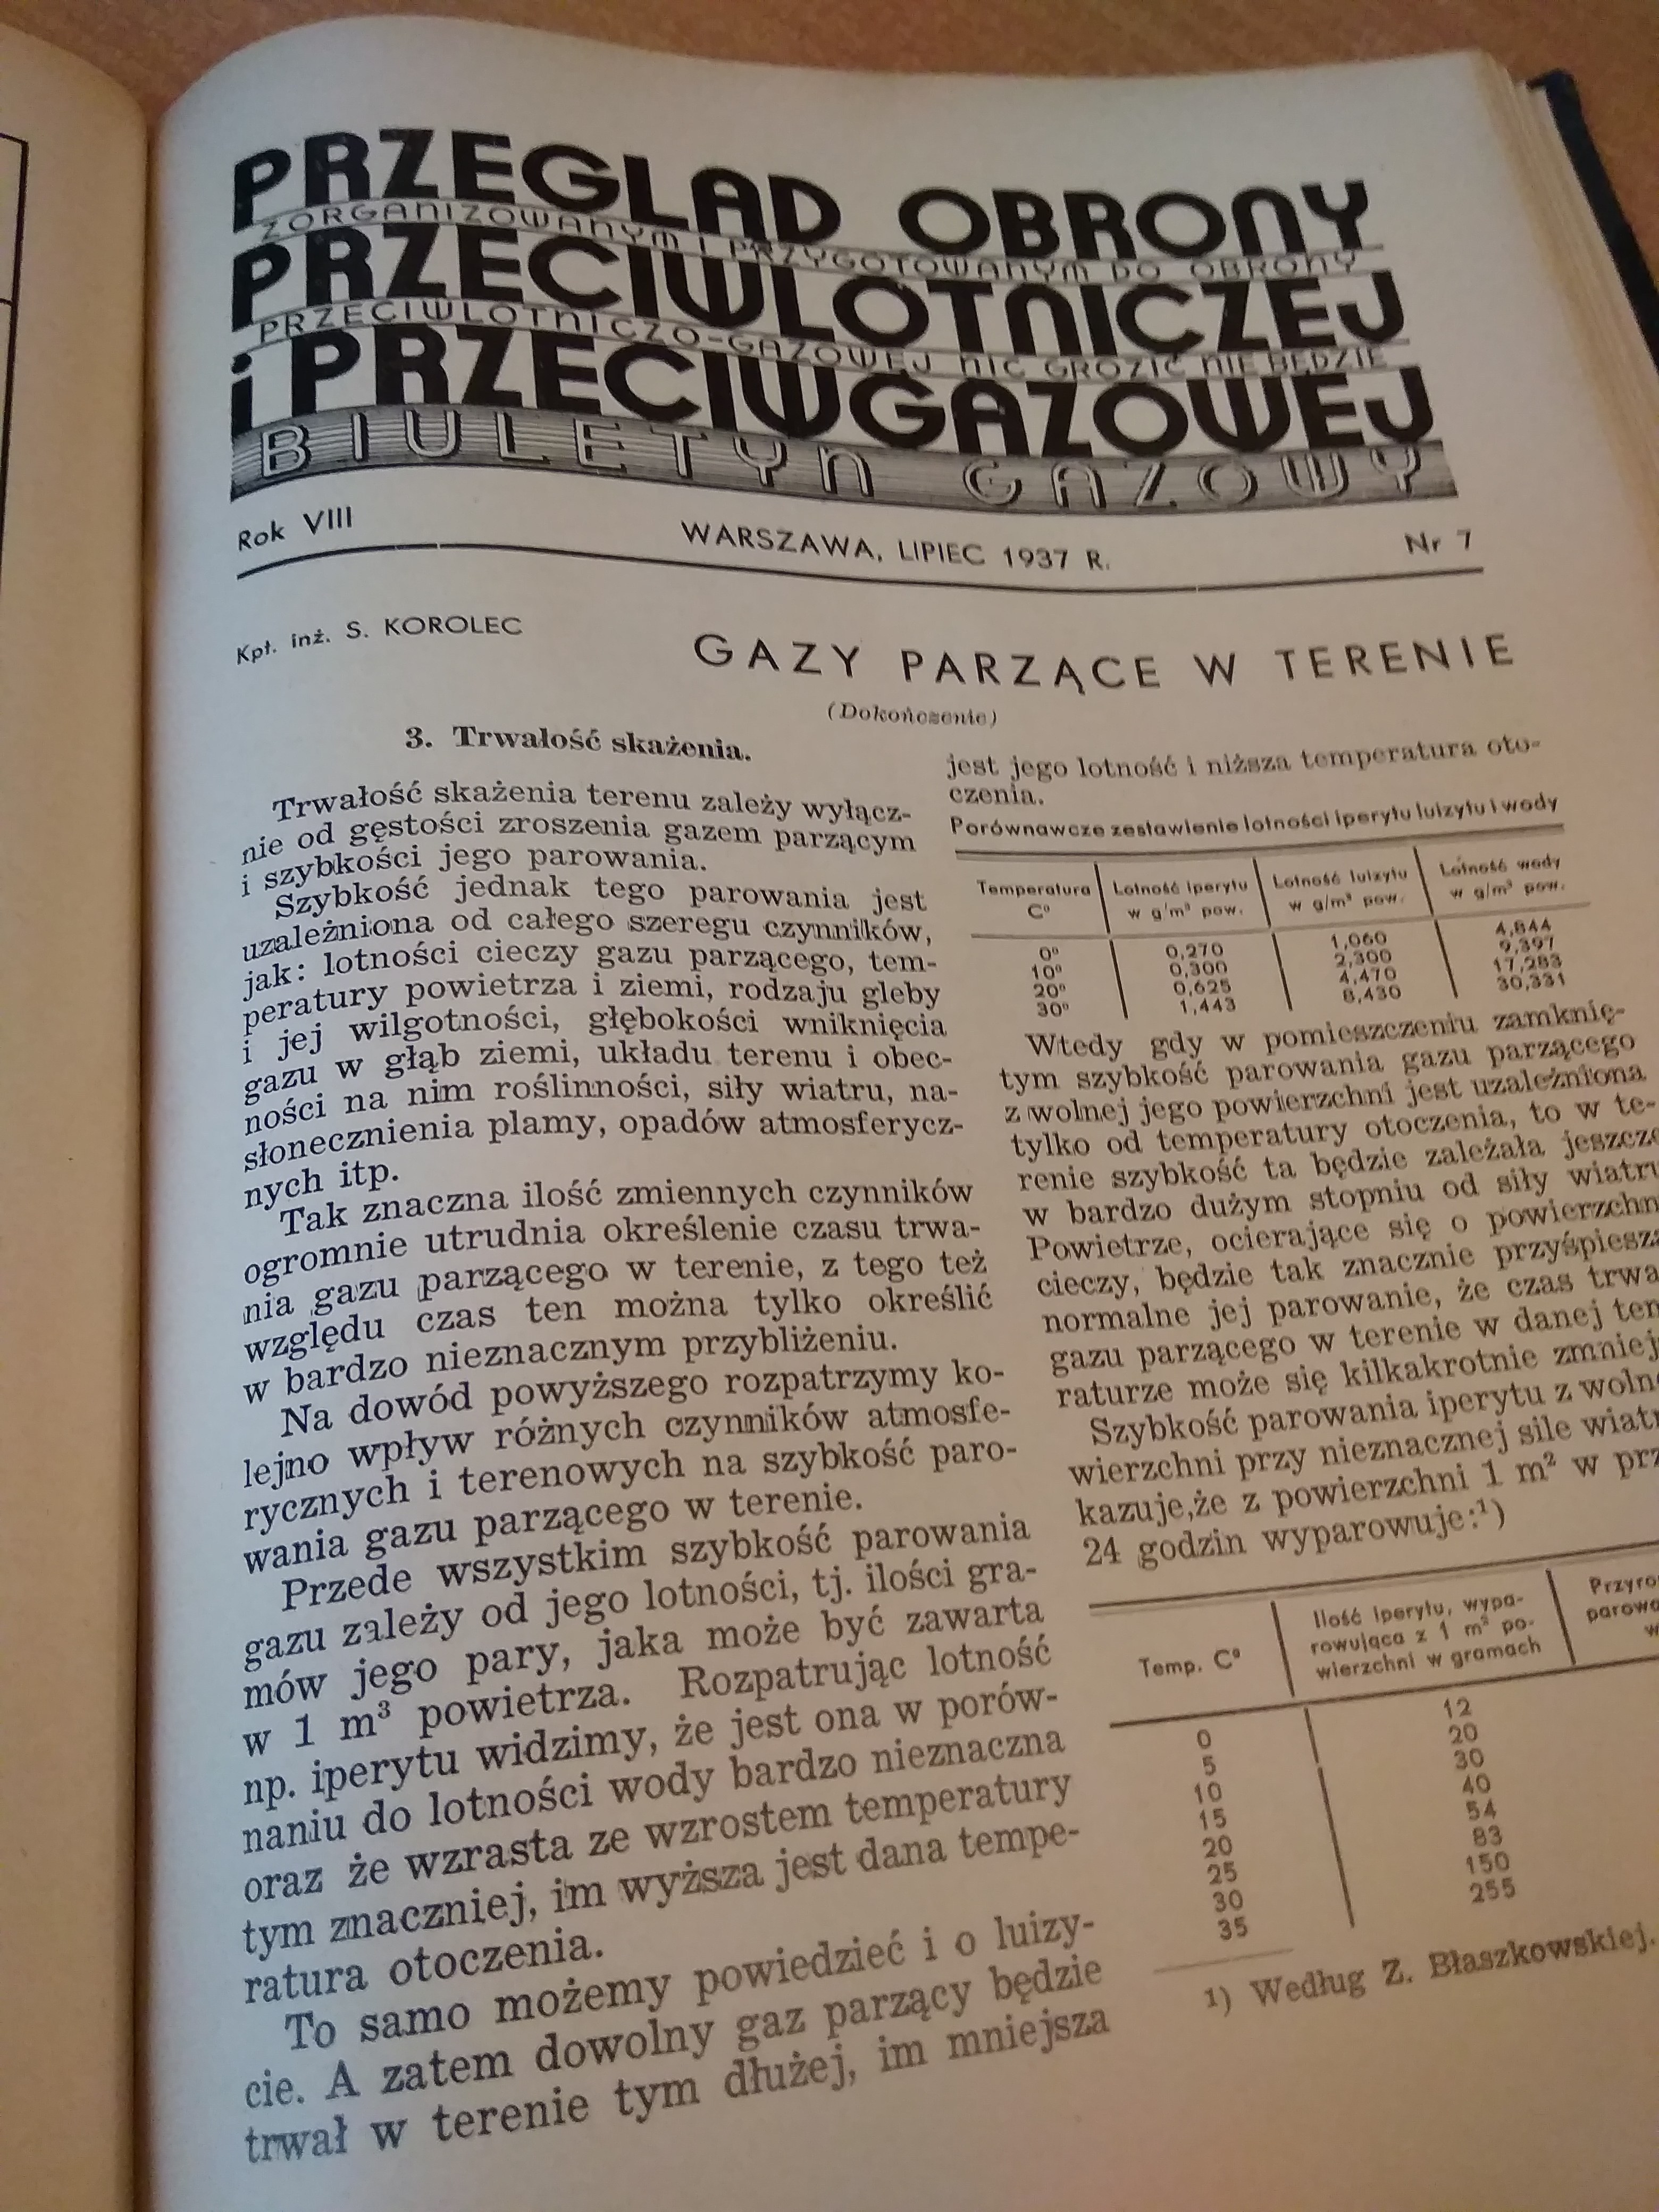 PRZEGLĄD OBRONY
ZORGANIZOWANYM I PRZYGOTOWANYM DO OBRONY
PRZECIWLOTNICZEJ
PRZECIWLOTNICZO-GAZOWEJ NIC GROZIĆ NIE BĘDZIE
i PRZECIWGAZOWEJ
BIULETYN GAZOWY
Rok VIII
WARSZAWA, LIPIEC 1937 R.
Nr 7
Kpt. inż. S. KOROLEC
GAZY PARZĄCE W TERENIE
(Dokończenie)
3. Trwałość skażenia.
Trwałość skażenia terenu zależy wyłącz-
nie od gęstości zroszenia gazem parzącym
i szybkości jego parowania.
Szybkość jednak tego parowania jest
uzależniona od całego szeregu czynników,
jak: lotności cieczy gazu parzącego, tem-
peratury powietrza i ziemi, rodzaju gleby
i jej wilgotności, głębokości wniknięcia
gazu w głąb ziemi, układu terenu i obec-
ności na nim roślinności, siły wiatru, na-
słonecznienia plamy, opadów atmosferycz-
nych itp.
Tak znaczna ilość zmiennych czynników
ogromnie utrudnia określenie czasu trwa-
nia gazu parzącego w terenie, z tego też
względu czas ten można tylko określić
w bardzo nieznacznym przybliżeniu.
Na dowód powyższego rozpatrzymy ko-
lejno wpływ różnych czynników atmosfe-
rycznych i terenowych na szybkość paro-
wania gazu parzącego w terenie.
Przede wszystkim szybkość parowania
gazu zależy od jego lotności, tj. ilości gra-
mów jego pary, jaka może być zawarta
w 1 m³ powietrza. Rozpatrując lotność
np. iperytu widzimy, że jest ona w porów-
naniu do lotności wody bardzo nieznaczna
oraz że wzrasta ze wzrostem temperatury
tym znaczniej, im wyższa jest dana tempe-
ratura otoczenia.
To samo możemy powiedzieć i o luizy-
cie. A zatem dowolny gaz parzący będzie
trwał w terenie tym dłużej, im mniejsza
jest jego lotność i niższa temperatura oto-
czenia.
Porównawcze zestawienie lotności iperytu luizytu i wody
Temperatura C° Lotność iperytu w g/m³ pow. Lotność luizytu w g/m³ pow. Lotność wody w g/m³ pow.
0° 0,270 1,060 4,844
10° 0,300 2,300 9,397
20° 0,625 4,470 17,283
30° 1,443 8,430 30,331
Wtedy gdy w pomieszczeniu zamknię-
tym szybkość parowania gazu parzącego
z wolnej jego powierzchni jest uzależniona
tylko od temperatury otoczenia, to w te-
renie szybkość ta będzie zależała jeszcze
w bardzo dużym stopniu od siły wiatru
Powietrze, ocierające się o powierzchn
cieczy, będzie tak znacznie przyśpiesza
normalne jej parowanie, że czas trwa
gazu parzącego w terenie w danej tem
raturze może się kilkakrotnie zmniej
Szybkość parowania iperytu z woln
wierzchni przy nieznacznej sile wiatr
kazuje,że z powierzchni 1 m² w prz
24 godzin wyparowuje:¹)
Temp. C° Ilość iperytu, wypa- Przyro
rowująca z 1 m² po- parowa
wierzchni w gramach w
0 12
5 20
10 30
15 40
20 54
25 83
30 150
35 255
¹) Według Z. Błaszkowskiej.